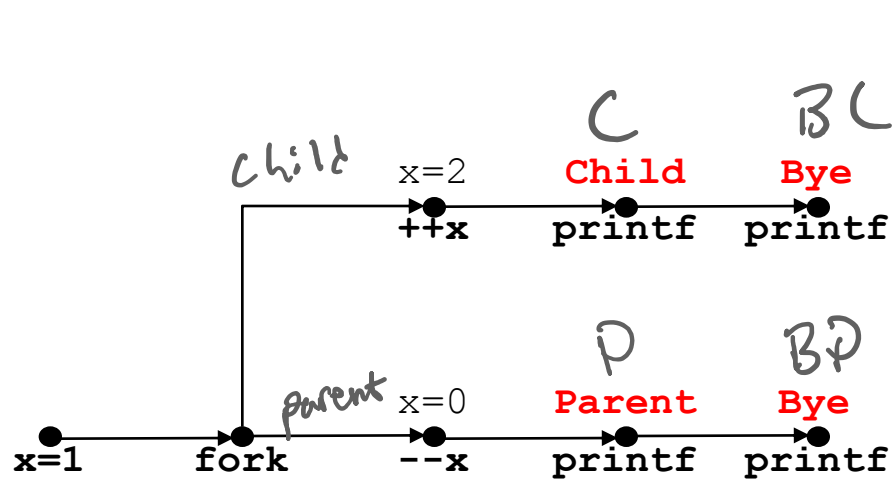 C BC
child x=2 Child Bye
++x printf printf
P BP
parent x=0 Parent Bye
x=1 fork --x printf printf